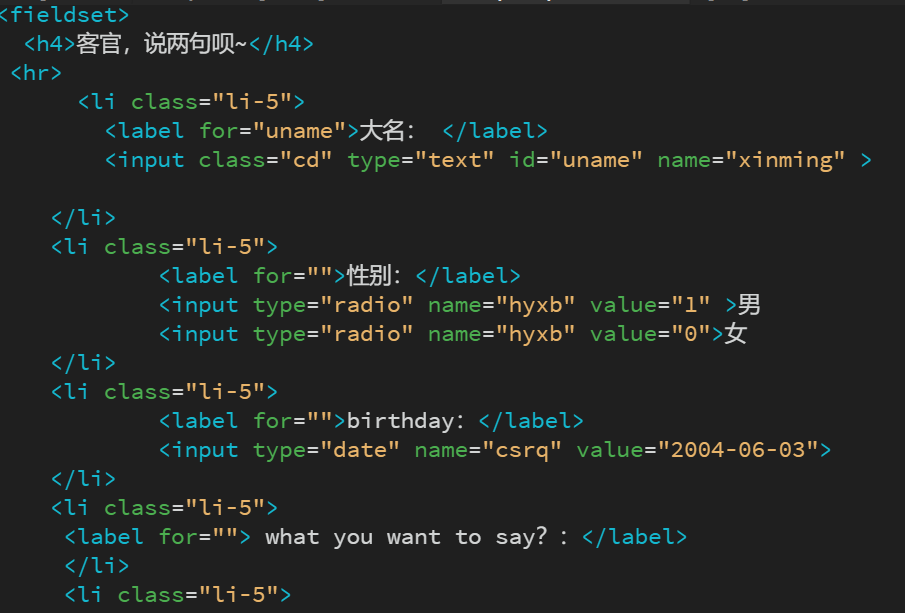 <fieldset>
<h4>客官，说两句呗~</h4>
<hr>
<li class="li-5">
<label for="uname">大名： </label>
<input class="cd" type="text" id="uname" name="xinming" >
</li>
<li class="li-5">
<label for="">性别：</label>
<input type="radio" name="hyxb" value="1" >男
<input type="radio" name="hyxb" value="0">女
</li>
<li class="li-5">
<label for="">birthday：</label>
<input type="date" name="csrq" value="2004-06-03">
</li>
<li class="li-5">
<label for=""> what you want to say?：</label>
</li>
<li class="li-5">